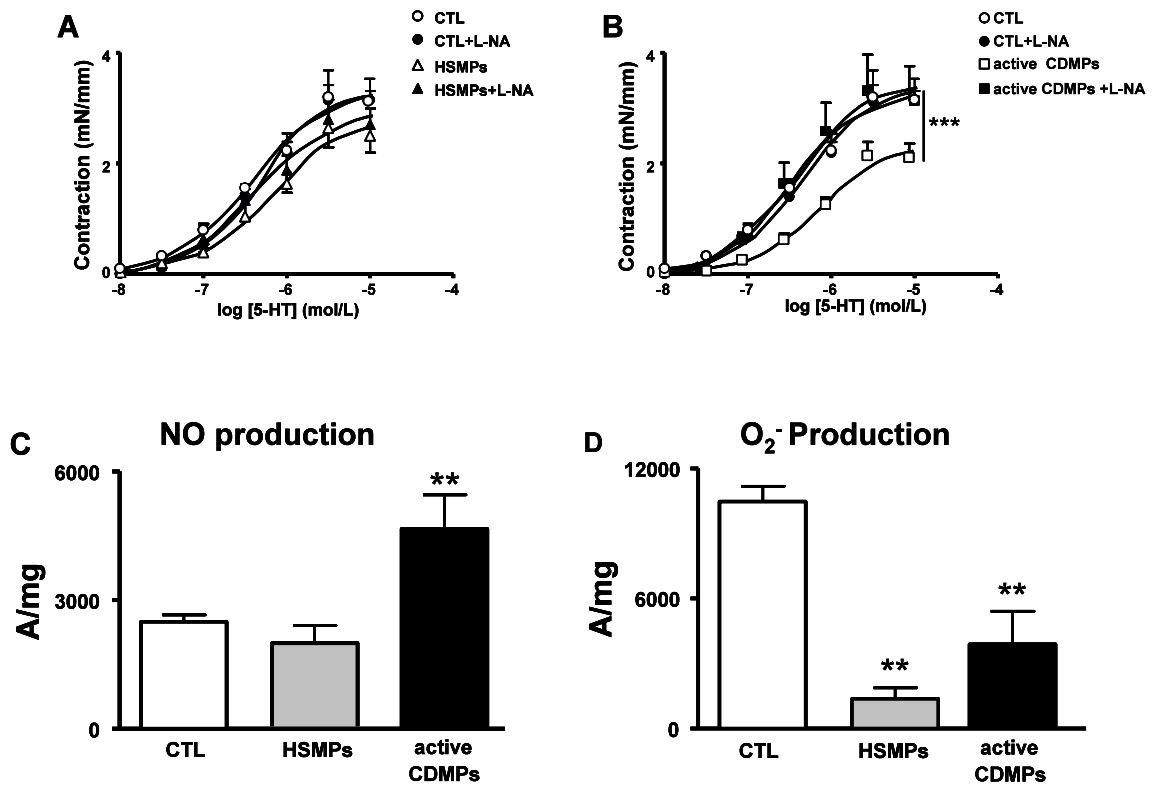 A
CTL
CTL+L-NA
HSMPs
HSMPs+L-NA
Contraction (mN/mm)
4
2
0
-8 -7 -6 -5 -4
log [5-HT] (mol/L)
B
CTL
CTL+L-NA
active CDMPs
active CDMPs +L-NA
Contraction (mN/mm)
4
2
0
***
-8 -7 -6 -5 -4
log [5-HT] (mol/L)
C
NO production
A/mg
6000
3000
0
**
CTL HSMPs active
CDMPs
D
O2- Production
A/mg
12000
6000
0
**
**
CTL HSMPs active
CDMPs